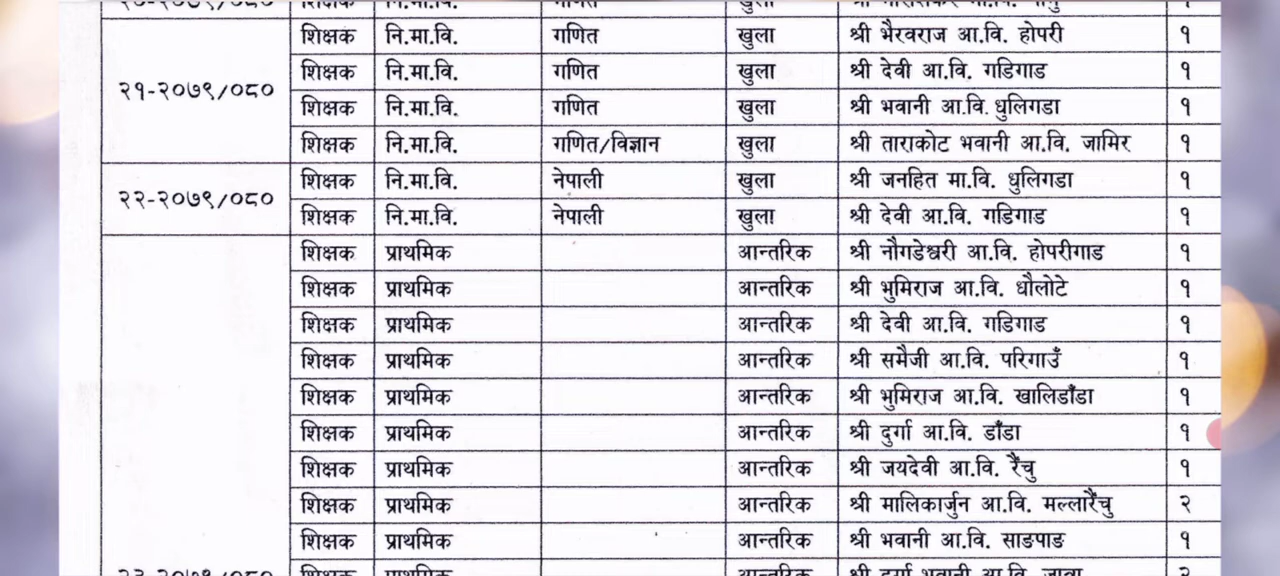 शिक्षक नि.मा.वि. गणित खुला श्री भैरवराज आ.वि. होपरी १
२१-२०७९/०८० शिक्षक नि.मा.वि. गणित खुला श्री देवी आ.वि. गडिगाड १
शिक्षक नि.मा.वि. गणित खुला श्री भवानी आ.वि. धुलिगडा १
शिक्षक नि.मा.वि. गणित/विज्ञान खुला श्री ताराकोट भवानी आ.वि. जामिर १
२२-२०७९/०८० शिक्षक नि.मा.वि. नेपाली खुला श्री जनहित मा.वि. धुलिगडा १
शिक्षक नि.मा.वि. नेपाली खुला श्री देवी आ.वि. गडिगाड १
शिक्षक प्राथमिक आन्तरिक श्री नौगडेश्वरी आ.वि. होपरीगाड १
शिक्षक प्राथमिक आन्तरिक श्री भुमिराज आ.वि. धौलोटे १
शिक्षक प्राथमिक आन्तरिक श्री देवी आ.वि. गडिगाड १
शिक्षक प्राथमिक आन्तरिक श्री समैजी आ.वि. परिगाउँ १
शिक्षक प्राथमिक आन्तरिक श्री भुमिराज आ.वि. खालिडाँडा १
शिक्षक प्राथमिक आन्तरिक श्री दुर्गा आ.वि. डाँडा १
शिक्षक प्राथमिक आन्तरिक श्री जयदेवी आ.वि. रैंचु १
शिक्षक प्राथमिक आन्तरिक श्री मालिकार्जुन आ.वि. मल्लारैंचु २
शिक्षक प्राथमिक आन्तरिक श्री भवानी आ.वि. साङपाङ १